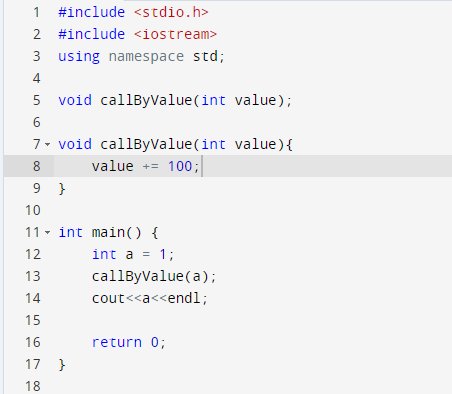 1 #include <stdio.h>
2 #include <iostream>
3 using namespace std;
4
5 void callByValue(int value);
6
7 void callByValue(int value){
8     value += 100;
9 }
10
11 int main() {
12     int a = 1;
13     callByValue(a);
14     cout<<a<<endl;
15
16     return 0;
17 }
18